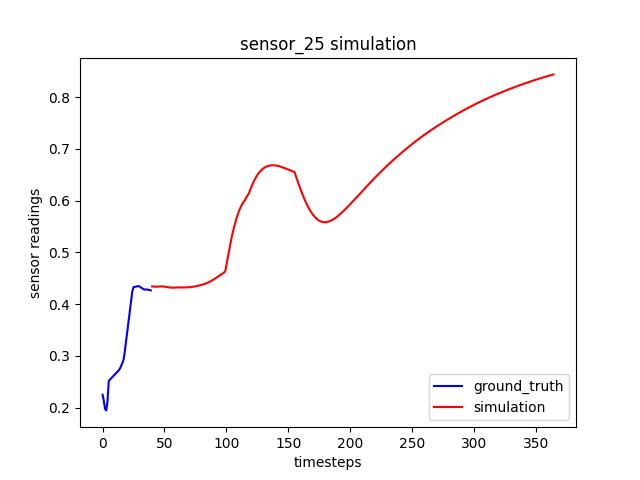 sensor_25 simulation
sensor readings
0.8
0.7
0.6
0.5
0.4
0.3
0.2
ground_truth
simulation
0 50 100 150 200 250 300 350
timesteps